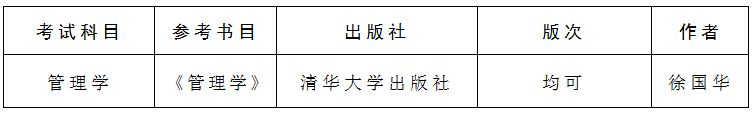 考试科目 参考书目 出版社 版次 作者
管理学 《管理学》 清华大学出版社 均可 徐国华